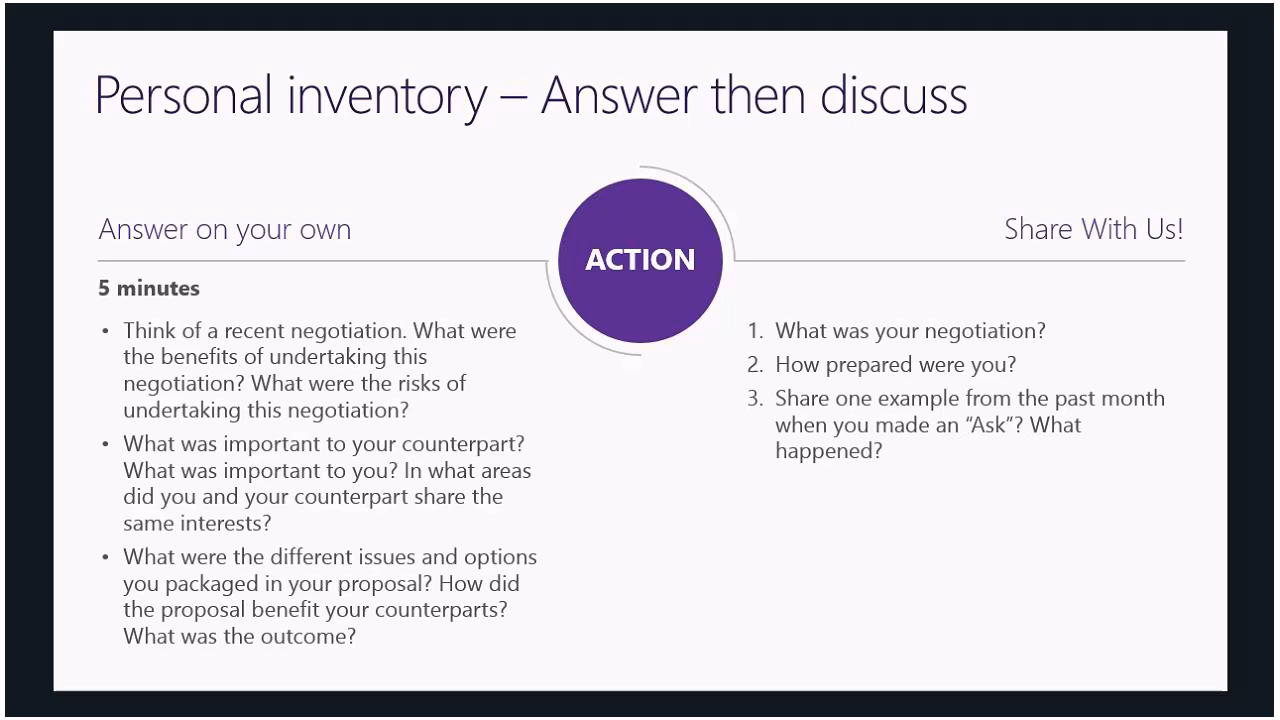 Personal inventory – Answer then discuss
Answer on your own
ACTION
Share With Us!
5 minutes
• Think of a recent negotiation. What were
the benefits of undertaking this
negotiation? What were the risks of
undertaking this negotiation?
• What was important to your counterpart?
What was important to you? In what areas
did you and your counterpart share the
same interests?
• What were the different issues and options
you packaged in your proposal? How did
the proposal benefit your counterparts?
What was the outcome?
1. What was your negotiation?
2. How prepared were you?
3. Share one example from the past month
when you made an “Ask”? What
happened?